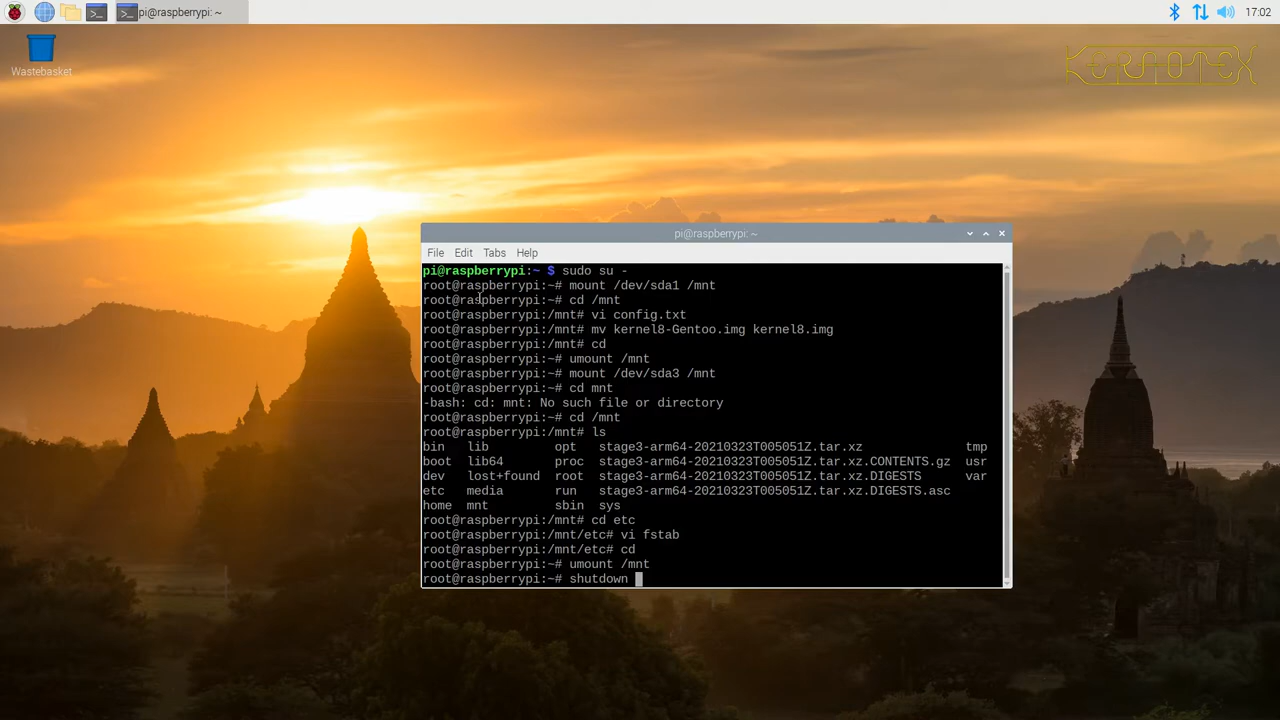 pi@raspberrypi: ~
17:02
Wastebasket
KERAOTEX
pi@raspberrypi: ~
File Edit Tabs Help
pi@raspberrypi:~ $ sudo su -
root@raspberrypi:~# mount /dev/sda1 /mnt
root@raspberrypi:~# cd /mnt
root@raspberrypi:/mnt# vi config.txt
root@raspberrypi:/mnt# mv kernel8-Gentoo.img kernel8.img
root@raspberrypi:/mnt# cd
root@raspberrypi:~# umount /mnt
root@raspberrypi:~# mount /dev/sda3 /mnt
root@raspberrypi:~# cd mnt
-bash: cd: mnt: No such file or directory
root@raspberrypi:~# cd /mnt
root@raspberrypi:/mnt# ls
bin lib opt stage3-arm64-20210323T005051Z.tar.xz tmp
boot lib64 proc stage3-arm64-20210323T005051Z.tar.xz.CONTENTS.gz usr
dev lost+found root stage3-arm64-20210323T005051Z.tar.xz.DIGESTS var
etc media run stage3-arm64-20210323T005051Z.tar.xz.DIGESTS.asc
home mnt sbin sys
root@raspberrypi:/mnt# cd etc
root@raspberrypi:/mnt/etc# vi fstab
root@raspberrypi:/mnt/etc# cd
root@raspberrypi:~# umount /mnt
root@raspberrypi:~# shutdown